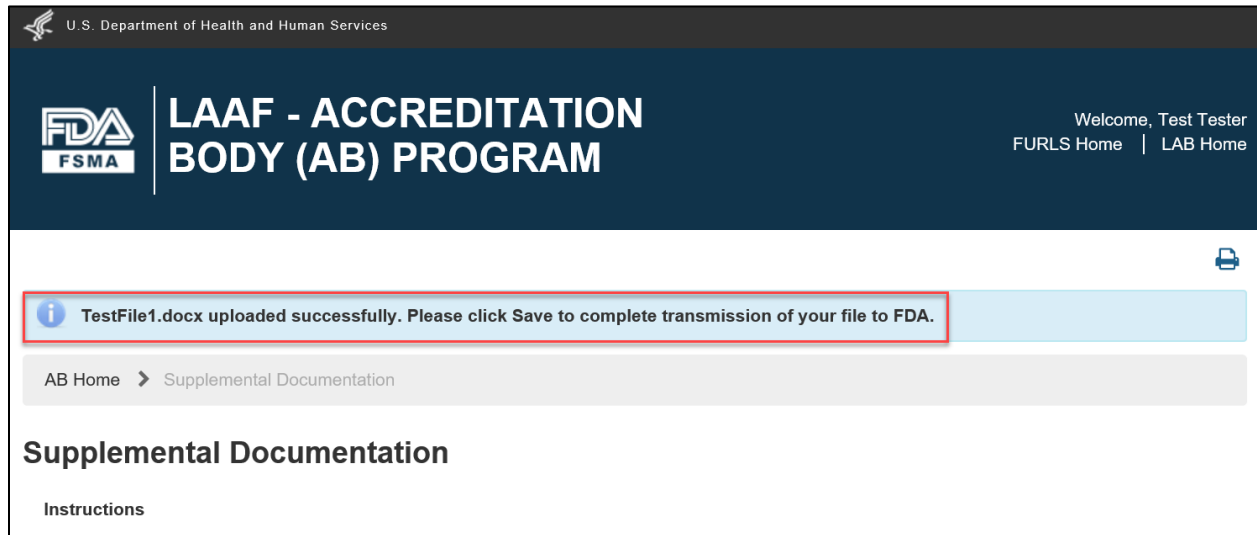 U.S. Department of Health and Human Services
FDA
FSMA
LAAF - ACCREDITATION
BODY (AB) PROGRAM
Welcome, Test Tester
FURLS Home | LAB Home
TestFile1.docx uploaded successfully. Please click Save to complete transmission of your file to FDA.
AB Home > Supplemental Documentation
Supplemental Documentation
Instructions